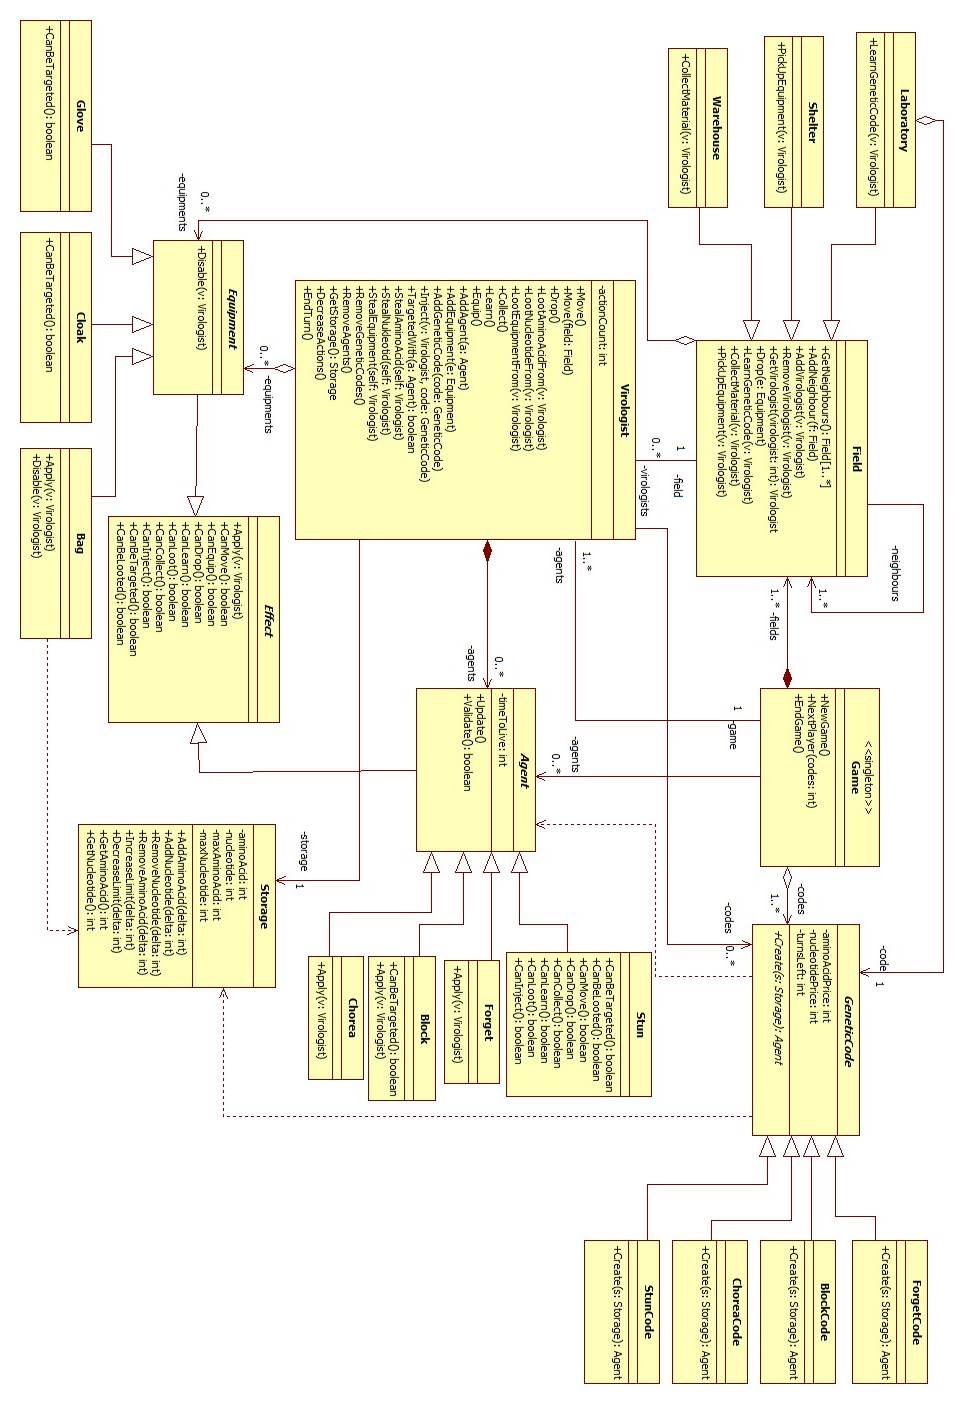 Laboratory
+LearnGeneticCode(v: Virologist)
Shelter
+PickUpEquipment(v: Virologist)
Warehouse
+CollectMaterial(v: Virologist)
Field
+GetNeighbours(): Field[1..*]
+AddNeighbour(f: Field)
+AddVirologist(v: Virologist)
+RemoveVirologist(v: Virologist)
+GetVirologist(virologist: int): Virologist
+Drop(e: Equipment)
+LearnGeneticCode(v: Virologist)
+CollectMaterial(v: Virologist)
+PickUpEquipment(v: Virologist)
-neighbours
1..*
1..*
-fields
<<singleton>>
Game
+NewGame()
+NextPlayer(codes: int)
+EndGame()
-codes
1..*
-code
1
GeneticCode
-aminoAcidPrice: int
-nucleotidePrice: int
-turnsLeft: int
+Create(s: Storage): Agent
ForgetCode
+Create(s: Storage): Agent
BlockCode
+Create(s: Storage): Agent
ChoreaCode
+Create(s: Storage): Agent
StunCode
+Create(s: Storage): Agent
1
-field
0..*
-virologists
1
-game
-codes
0..*
Virologist
-actionCount: int
+Move()
+Move(field: Field)
+Drop()
+LootAminoAcidFrom(v: Virologist)
+LootNucleotideFrom(v: Virologist)
+LootEquipmentFrom(v: Virologist)
+Collect()
+Learn()
+Equip()
+AddAgent(a: Agent)
+AddEquipment(e: Equipment)
+AddGeneticCode(code: GeneticCode)
+Inject(v: Virologist, code: GeneticCode)
+TargetedWith(a: Agent): boolean
+StealAminoAcid(self: Virologist)
+StealNukleotid(self: Virologist)
+StealEquipment(self: Virologist)
+RemoveGeneticCodes()
+RemoveAgents()
+GetStorage(): Storage
+DecreaseActions()
+EndTurn()
1..*
-agents
-agents
0..*
0..*
-agents
Agent
-timeToLive: int
+Update()
+Validate(): boolean
Stun
+CanBeTargeted(): boolean
+CanBeLooted(): boolean
+CanMove(): boolean
+CanDrop(): boolean
+CanCollect(): boolean
+CanLearn(): boolean
+CanLoot(): boolean
+CanInject(): boolean
Forget
+Apply(v: Virologist)
Block
+CanBeTargeted(): boolean
+Apply(v: Virologist)
Chorea
+Apply(v: Virologist)
-storage
1
Storage
-aminoAcid: int
-nucleotide: int
-maxAminoAcid: int
-maxNucleotide: int
+AddAminoAcid(delta: int)
+AddNucleotide(delta: int)
+RemoveNucleotide(delta: int)
+RemoveAminoAcid(delta: int)
+IncreaseLimit(delta: int)
+DecreaseLimit(delta: int)
+GetAminoAcid(): int
+GetNucleotide(): int
0..*
-equipments
0..*
-equipments
Equipment
+Disable(v: Virologist)
Effect
+Apply(v: Virologist)
+CanMove(): boolean
+CanEquip(): boolean
+CanDrop(): boolean
+CanLearn(): boolean
+CanLoot(): boolean
+CanCollect(): boolean
+CanInject(): boolean
+CanBeTargeted(): boolean
+CanBeLooted(): boolean
Glove
+CanBeTargeted(): boolean
Cloak
+CanBeTargeted(): boolean
Bag
+Apply(v: Virologist)
+Disable(v: Virologist)